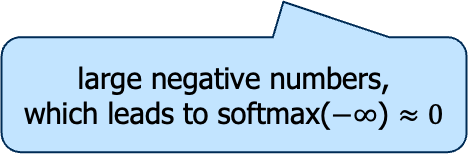 large negative numbers,
which leads to softmax(−∞) ≈ 0